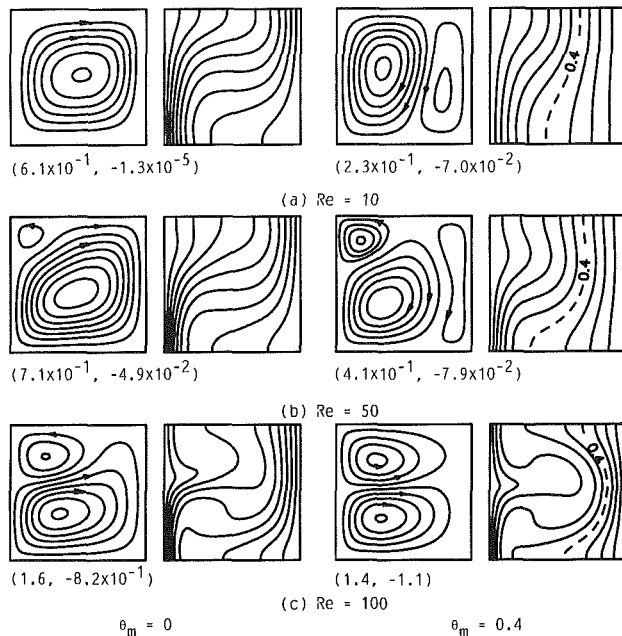 0.4
(6.1x10⁻¹, -1.3x10⁻⁵) (2.3x10⁻¹, -7.0x10⁻²)
(a) Re = 10
0.4
(7.1x10⁻¹, -4.9x10⁻²) (4.1x10⁻¹, -7.9x10⁻²)
(b) Re = 50
0.4
(1.6, -8.2x10⁻¹) (1.4, -1.1)
(c) Re = 100
θm = 0 θm = 0.4